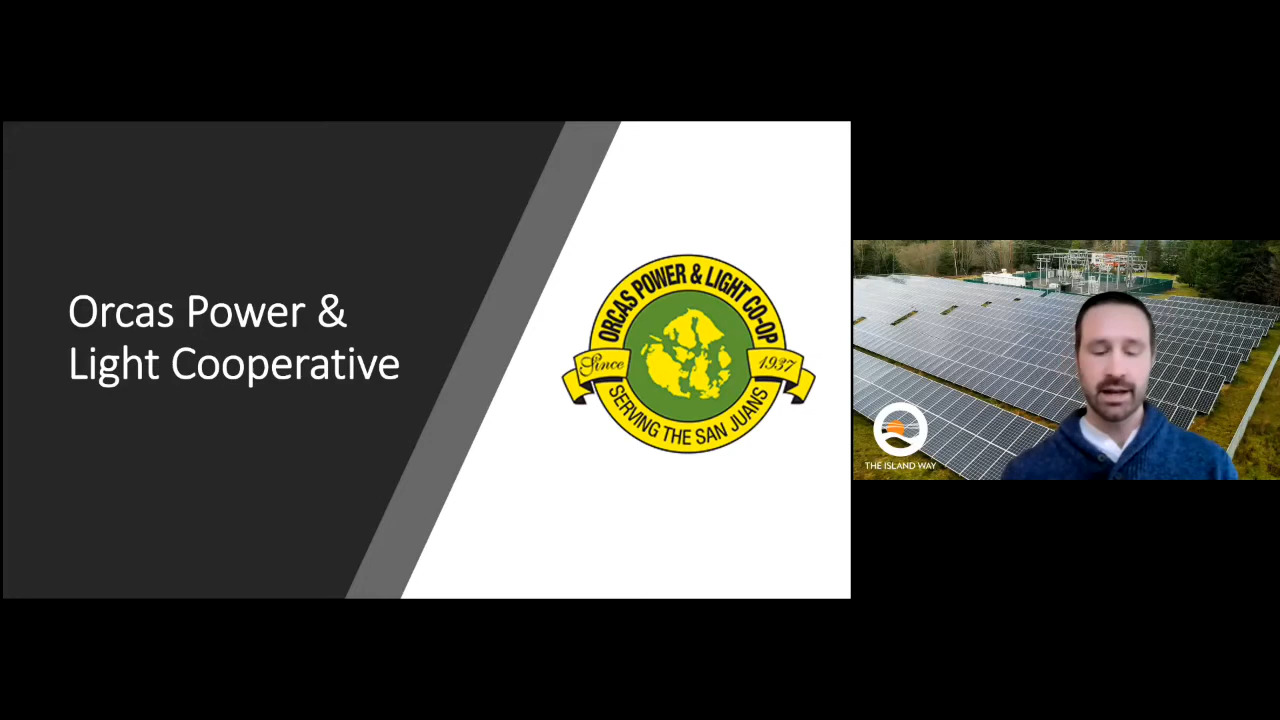 Orcas Power &
Light Cooperative
ORCAS POWER & LIGHT CO-OP
Since 1937
SERVING THE SAN JUANS
THE ISLAND WAY